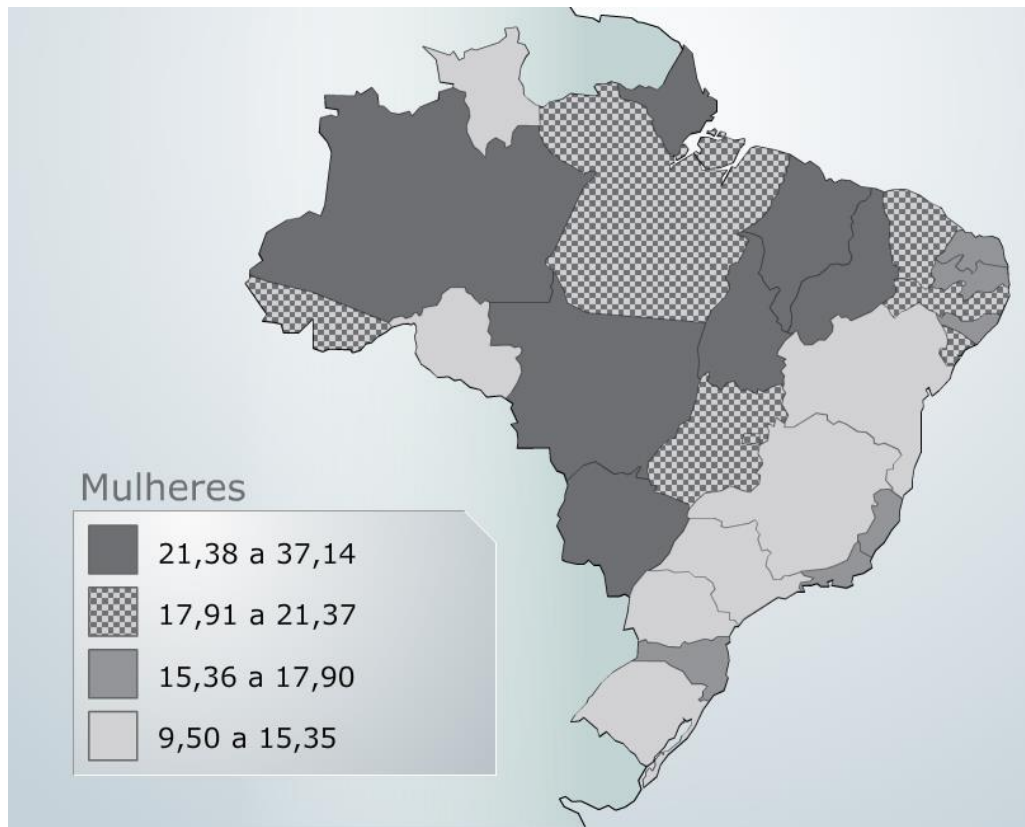 Mulheres
21,38 a 37,14
17,91 a 21,37
15,36 a 17,90
9,50 a 15,35